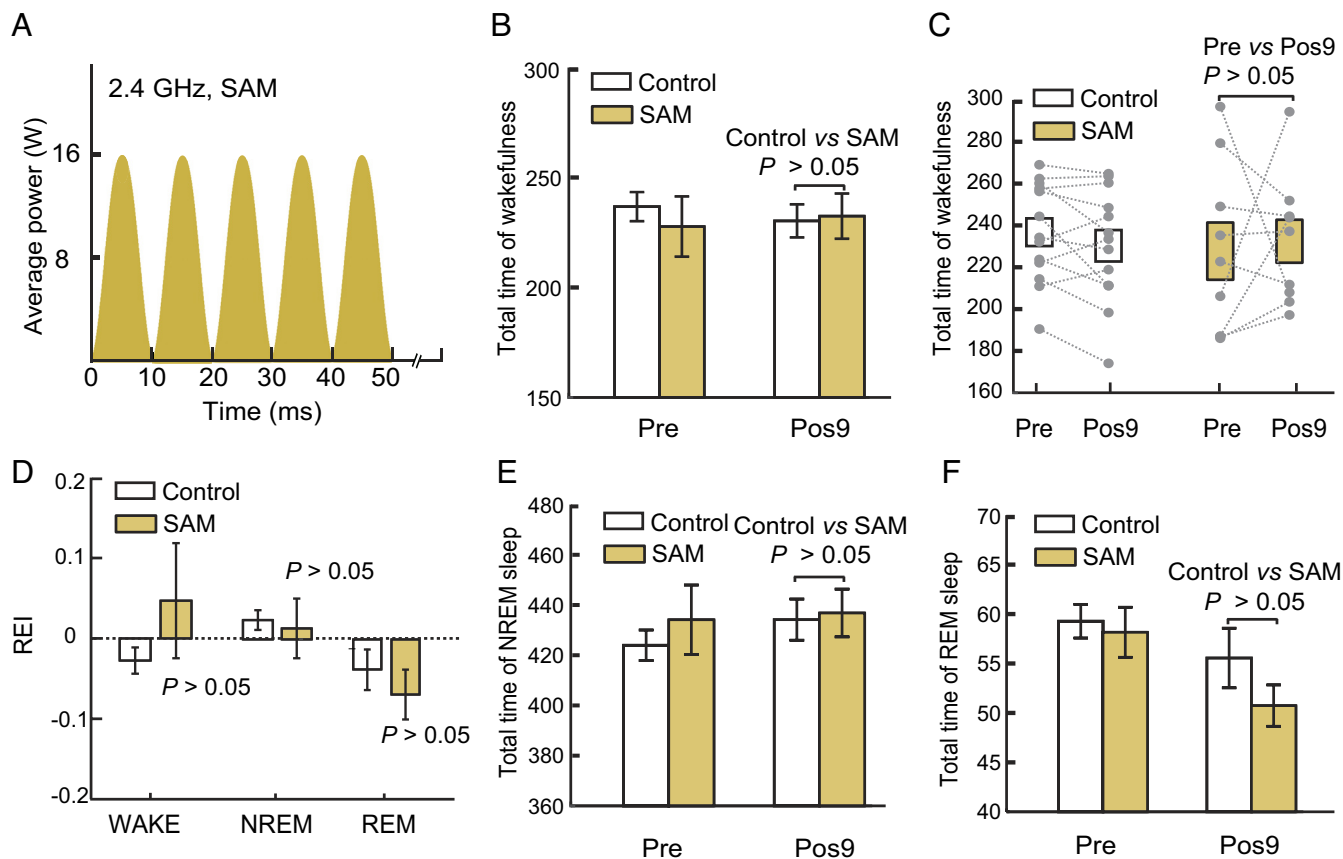 A
2.4 GHz, SAM
Average power (W)
16
8
0
10
20
30
40
50
Time (ms)
B
Total time of wakefulness
300
250
200
150
Control
SAM
Control vs SAM
P > 0.05
Pre
Pos9
C
Pre vs Pos9
P > 0.05
Total time of wakefulness
300
280
260
240
220
200
180
160
Control
SAM
Pre
Pos9
Pre
Pos9
D
REI
0.2
0.1
0
-0.1
-0.2
Control
SAM
P > 0.05
P > 0.05
P > 0.05
WAKE
NREM
REM
E
Total time of NREM sleep
480
460
440
420
400
380
360
Control
SAM
Control vs SAM
P > 0.05
Pre
Pos9
F
Total time of REM sleep
70
65
60
55
50
45
40
Control
SAM
Control vs SAM
P > 0.05
Pre
Pos9